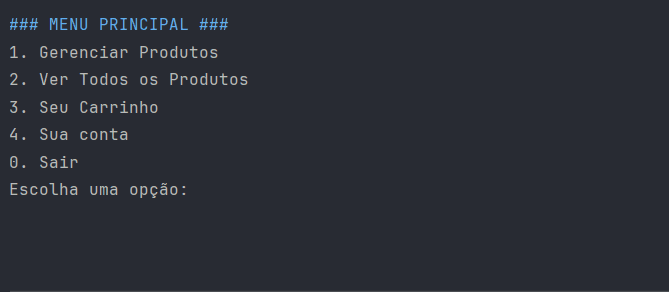 ### MENU PRINCIPAL ###
1. Gerenciar Produtos
2. Ver Todos os Produtos
3. Seu Carrinho
4. Sua conta
0. Sair
Escolha uma opção: